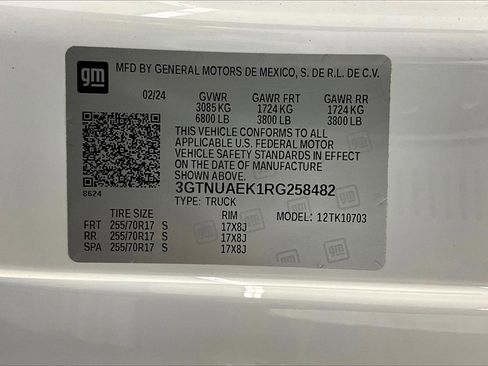 gm MFD BY GENERAL MOTORS DE MEXICO, S. DE R.L. DE C.V.
02/24 GVWR GAWR FRT GAWR RR
3085 KG 1724 KG 1724 KG
6800 LB 3800 LB 3800 LB
THIS VEHICLE CONFORMS TO ALL
APPLICABLE U.S. FEDERAL MOTOR
VEHICLE SAFETY STANDARDS IN EFFECT
ON THE DATE OF MANUFACTURE
SHOWN ABOVE.
8624 3GTNUAEK1RG258482
TYPE: TRUCK
TIRE SIZE RIM MODEL: 12TK10703
FRT 255/70R17 S 17X8J
RR 255/70R17 S 17X8J
SPA 255/70R17 S 17X8J